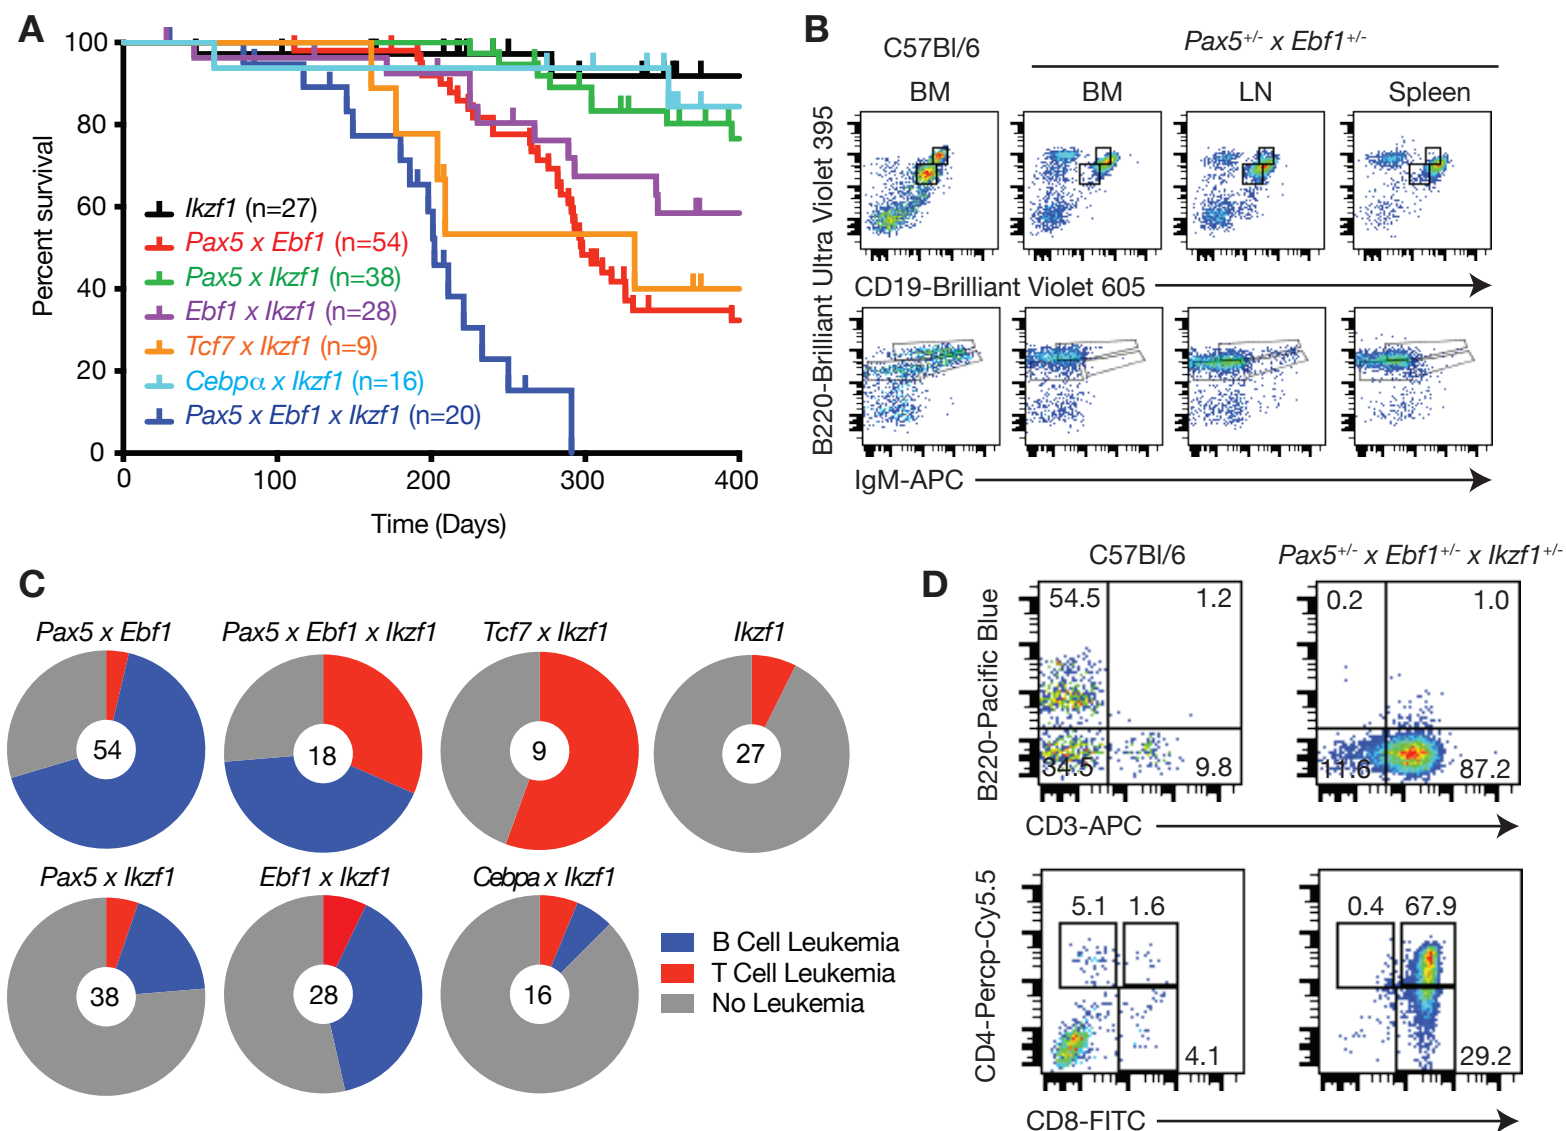 A
100
80
60
40
20
0
Percent survival
0 100 200 300 400
Time (Days)
Ikzf1 (n=27)
Pax5 x Ebf1 (n=54)
Pax5 x Ikzf1 (n=38)
Ebf1 x Ikzf1 (n=28)
Tcf7 x Ikzf1 (n=9)
Cebpα x Ikzf1 (n=16)
Pax5 x Ebf1 x Ikzf1 (n=20)
B
C57Bl/6
Pax5+/- x Ebf1+/-
BM BM LN Spleen
B220-Brilliant Ultra Violet 395
CD19-Brilliant Violet 605
IgM-APC
C
Pax5 x Ebf1
54
Pax5 x Ebf1 x Ikzf1
18
Tcf7 x Ikzf1
9
Ikzf1
27
Pax5 x Ikzf1
38
Ebf1 x Ikzf1
28
Cebpa x Ikzf1
16
B Cell Leukemia
T Cell Leukemia
No Leukemia
D
C57Bl/6
Pax5+/- x Ebf1+/- x Ikzf1+/-
B220-Pacific Blue
54.5 1.2
34.5 9.8
0.2 1.0
11.6 87.2
CD3-APC
CD4-Percp-Cy5.5
5.1 1.6
4.1
0.4 67.9
29.2
CD8-FITC